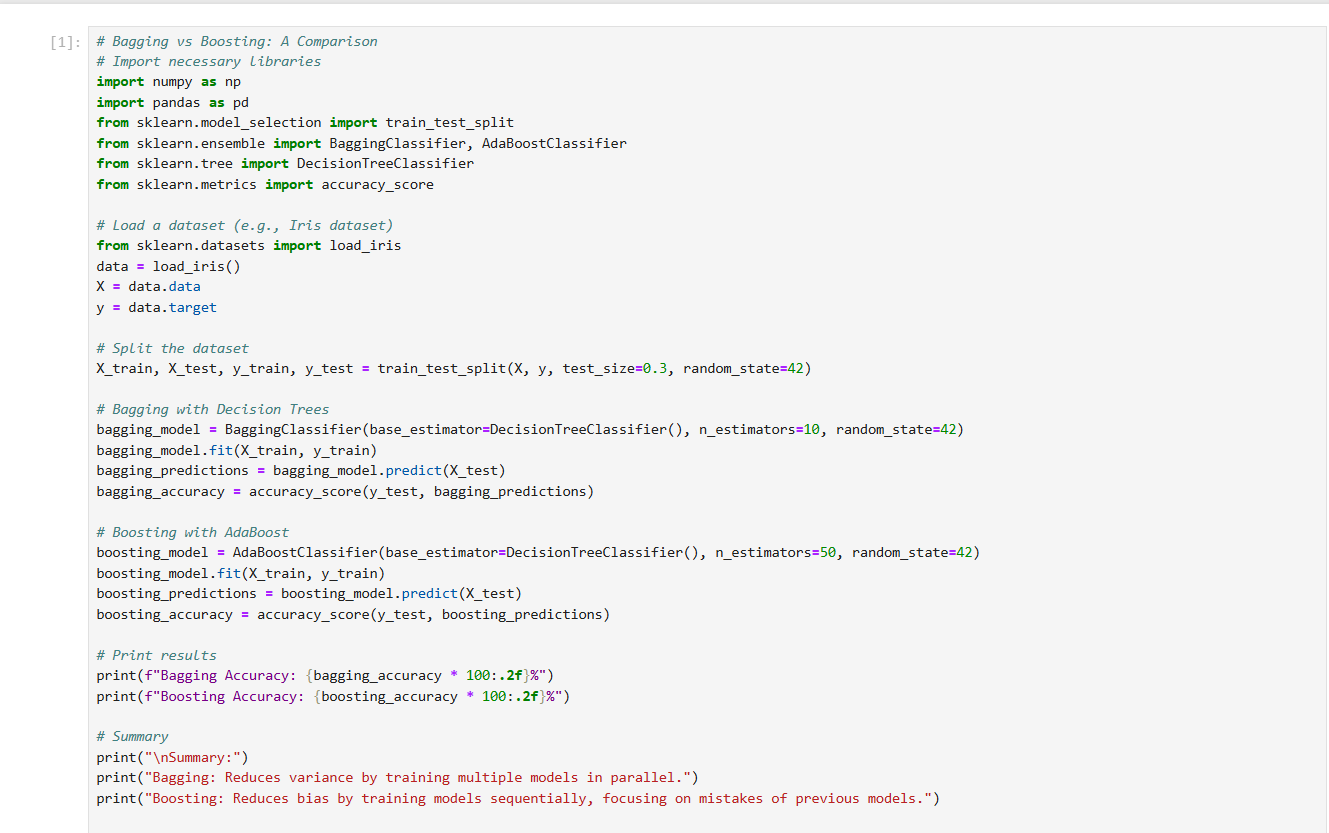 [1]: # Bagging vs Boosting: A Comparison
# Import necessary libraries
import numpy as np
import pandas as pd
from sklearn.model_selection import train_test_split
from sklearn.ensemble import BaggingClassifier, AdaBoostClassifier
from sklearn.tree import DecisionTreeClassifier
from sklearn.metrics import accuracy_score

# Load a dataset (e.g., Iris dataset)
from sklearn.datasets import load_iris
data = load_iris()
X = data.data
y = data.target

# Split the dataset
X_train, X_test, y_train, y_test = train_test_split(X, y, test_size=0.3, random_state=42)

# Bagging with Decision Trees
bagging_model = BaggingClassifier(base_estimator=DecisionTreeClassifier(), n_estimators=10, random_state=42)
bagging_model.fit(X_train, y_train)
bagging_predictions = bagging_model.predict(X_test)
bagging_accuracy = accuracy_score(y_test, bagging_predictions)

# Boosting with AdaBoost
boosting_model = AdaBoostClassifier(base_estimator=DecisionTreeClassifier(), n_estimators=50, random_state=42)
boosting_model.fit(X_train, y_train)
boosting_predictions = boosting_model.predict(X_test)
boosting_accuracy = accuracy_score(y_test, boosting_predictions)

# Print results
print(f"Bagging Accuracy: {bagging_accuracy * 100:.2f}%")
print(f"Boosting Accuracy: {boosting_accuracy * 100:.2f}%")

# Summary
print("\nSummary:")
print("Bagging: Reduces variance by training multiple models in parallel.")
print("Boosting: Reduces bias by training models sequentially, focusing on mistakes of previous models.")